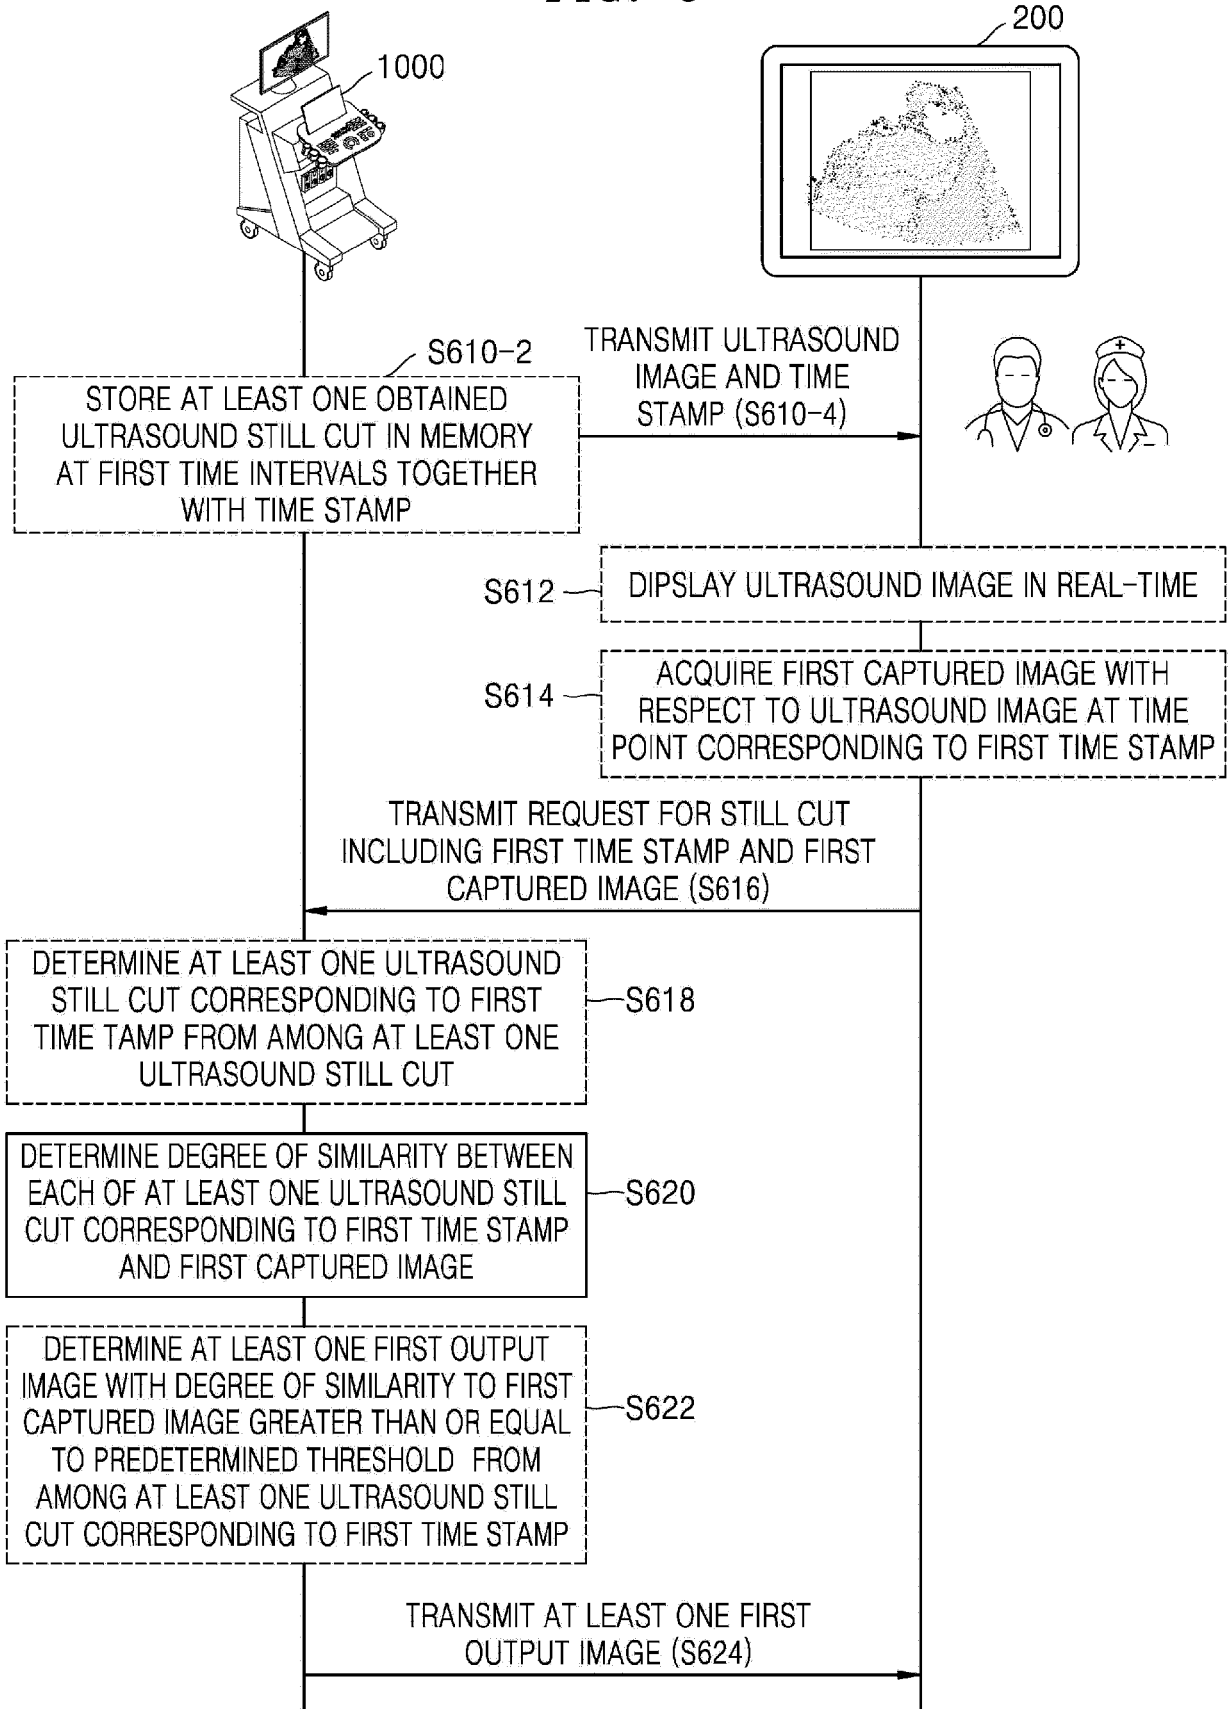 200
1000
TRANSMIT ULTRASOUND
IMAGE AND TIME
STAMP (S610-4)
S610-2
STORE AT LEAST ONE OBTAINED
ULTRASOUND STILL CUT IN MEMORY
AT FIRST TIME INTERVALS TOGETHER
WITH TIME STAMP
S612
DIPSLAY ULTRASOUND IMAGE IN REAL-TIME
S614
ACQUIRE FIRST CAPTURED IMAGE WITH
RESPECT TO ULTRASOUND IMAGE AT TIME
POINT CORRESPONDING TO FIRST TIME STAMP
TRANSMIT REQUEST FOR STILL CUT
INCLUDING FIRST TIME STAMP AND FIRST
CAPTURED IMAGE (S616)
DETERMINE AT LEAST ONE ULTRASOUND
STILL CUT CORRESPONDING TO FIRST
TIME TAMP FROM AMONG AT LEAST ONE
ULTRASOUND STILL CUT
S618
DETERMINE DEGREE OF SIMILARITY BETWEEN
EACH OF AT LEAST ONE ULTRASOUND STILL
CUT CORRESPONDING TO FIRST TIME STAMP
AND FIRST CAPTURED IMAGE
S620
DETERMINE AT LEAST ONE FIRST OUTPUT
IMAGE WITH DEGREE OF SIMILARITY TO FIRST
CAPTURED IMAGE GREATER THAN OR EQUAL
TO PREDETERMINED THRESHOLD FROM
AMONG AT LEAST ONE ULTRASOUND STILL
CUT CORRESPONDING TO FIRST TIME STAMP
S622
TRANSMIT AT LEAST ONE FIRST
OUTPUT IMAGE (S624)